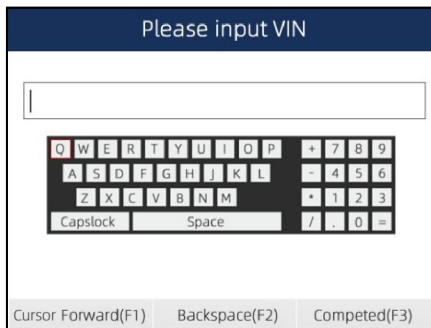 Please input VIN
Q W E R T Y U I O P + 7 8 9
A S D F G H J K L - 4 5 6
Z X C V B N M * 1 2 3
Capslock Space / . 0 =
Cursor Forward(F1) Backspace(F2) Competed(F3)